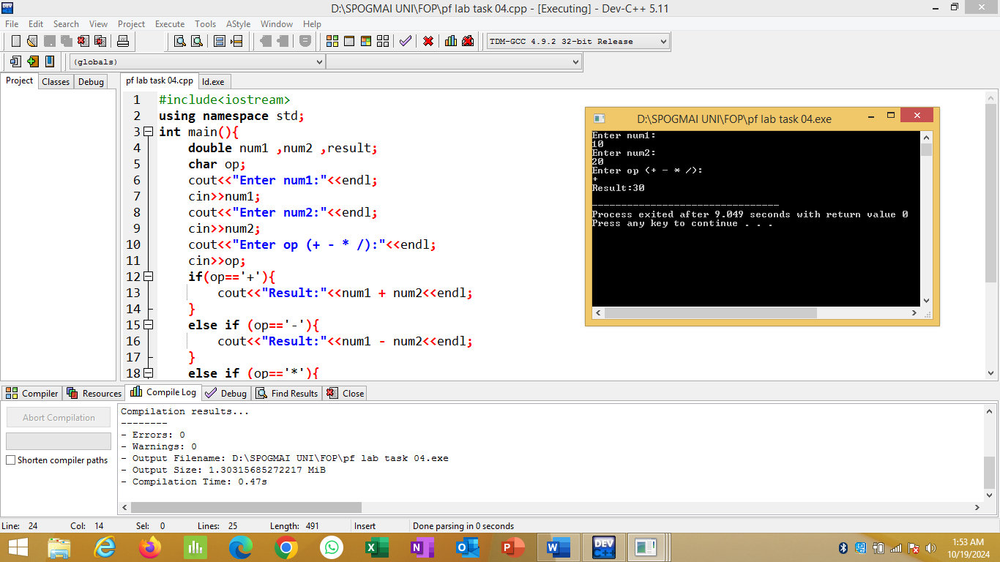 D:\SPOGMAI UNI\FOP\pf lab task 04.cpp - [Executing] - Dev-C++ 5.11
File Edit Search View Project Execute Tools AStyle Window Help
TDM-GCC 4.9.2 32-bit Release
(globals)
Project Classes Debug
pf lab task 04.cpp ld.exe
1 #include<iostream>
2 using namespace std;
3 int main(){
4 double num1 ,num2 ,result;
5 char op;
6 cout<<"Enter num1:"<<endl;
7 cin>>num1;
8 cout<<"Enter num2:"<<endl;
9 cin>>num2;
10 cout<<"Enter op (+ - * /):"<<endl;
11 cin>>op;
12 if(op=='+'){
13 cout<<"Result:"<<num1 + num2<<endl;
14 }
15 else if (op=='-'){
16 cout<<"Result:"<<num1 - num2<<endl;
17 }
18 else if (op=='*'){
D:\SPOGMAI UNI\FOP\pf lab task 04.exe
Enter num1:
10
Enter num2:
20
Enter op (+ - * /):
+
Result:30
--------------------------------
Process exited after 9.049 seconds with return value 0
Press any key to continue . . .
Compiler Resources Compile Log Debug Find Results Close
Abort Compilation
Shorten compiler paths
Compilation results...
--------
- Errors: 0
- Warnings: 0
- Output Filename: D:\SPOGMAI UNI\FOP\pf lab task 04.exe
- Output Size: 1.30315685272217 MiB
- Compilation Time: 0.47s
Line: 24 Col: 14 Sel: 0 Lines: 25 Length: 491 Insert Done parsing in 0 seconds
DEV C++
1:53 AM
10/19/2024